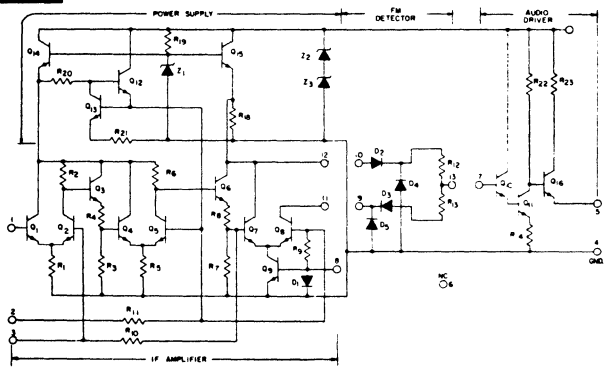 POWER SUPPLY
FM
DETECTOR
AUDIO
DRIVER
Q14
R19
Z1
Q15
Z2
R20
Q12
Z3
R22
R23
Q13
R18
R21
12
10
D2
R12
R2
R6
Q3
Q6
13
7
Q16
D4
11
R4
R8
9
D3
R13
Q11
5
1
Q1
Q2
Q4
Q5
Q7
Q8
D5
R9
R1
R3
R5
R7
Q9
8
4
GND.
D1
NC
6
2
R11
3
R10
IF AMPLIFIER